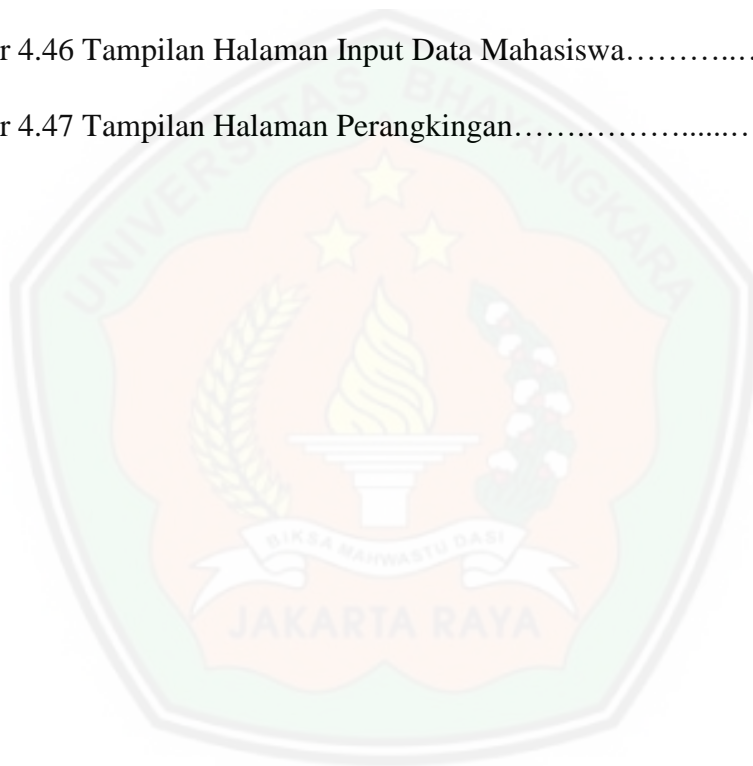 r 4.46 Tampilan Halaman Input Data Mahasiswa………..…
r 4.47 Tampilan Halaman Perangkingan…….………......…
UNIVERSITAS BHAYANGKARA
BIKSA MAHWASTU DASI
JAKARTA RAYA